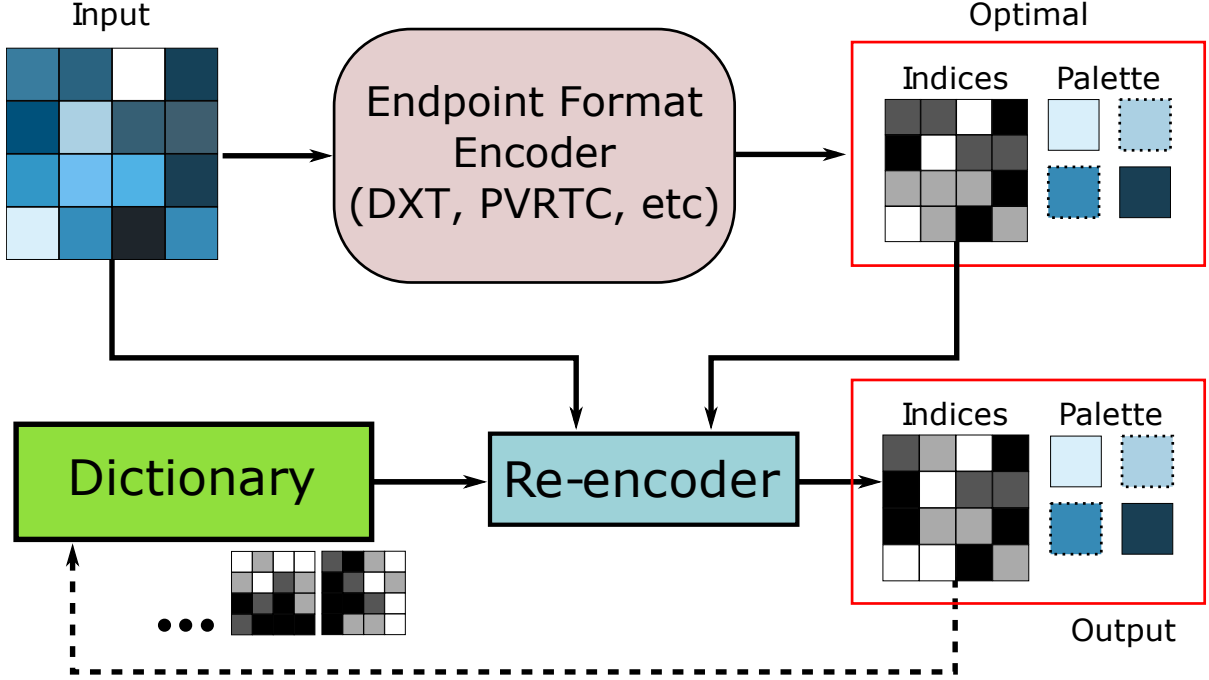 Input
Optimal
Endpoint Format
Encoder
(DXT, PVRTC, etc)
Indices
Palette
Dictionary
Re-encoder
Indices
Palette
Output